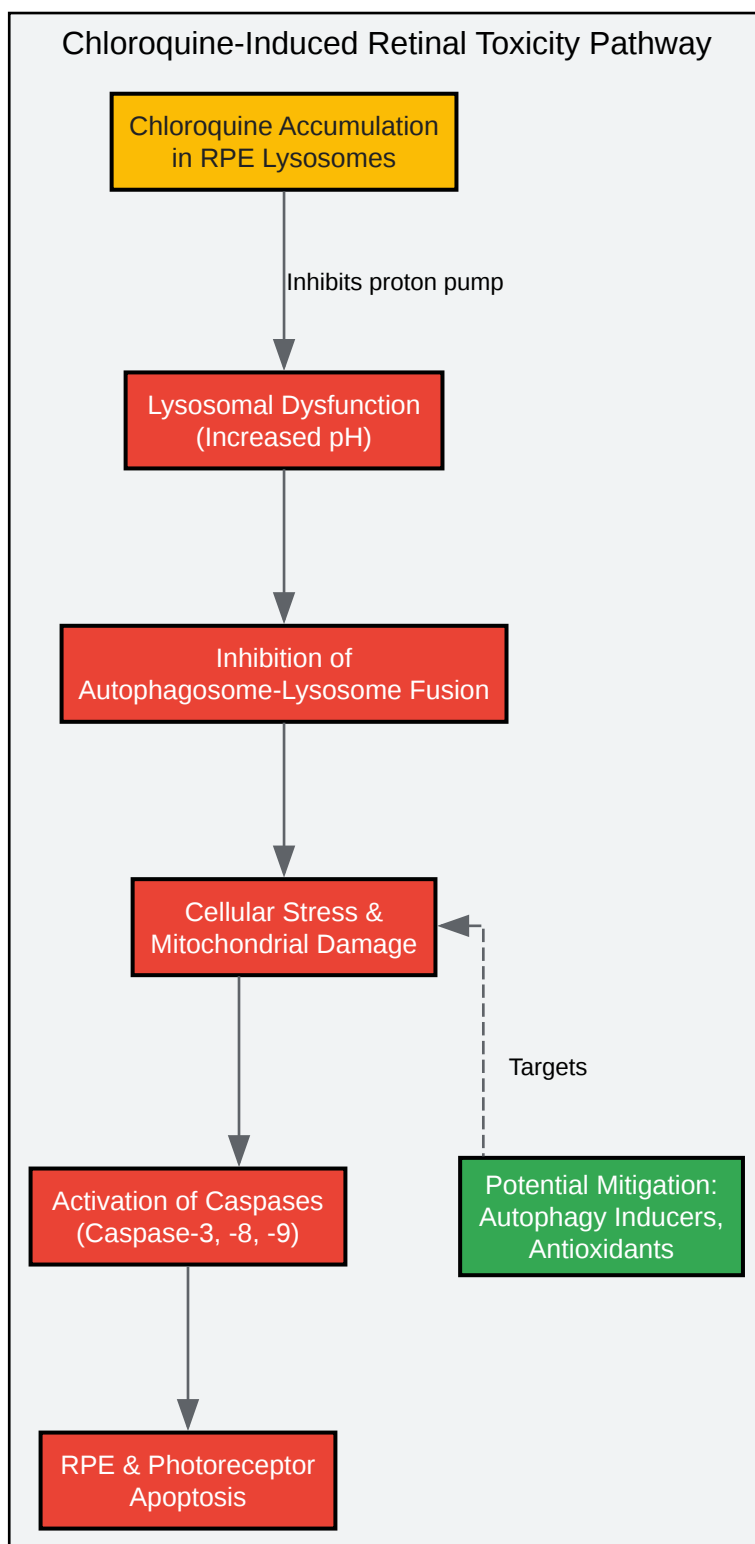 Chloroquine-Induced Retinal Toxicity Pathway
Chloroquine Accumulation
in RPE Lysosomes
Inhibits proton pump
Lysosomal Dysfunction
(Increased pH)
Inhibition of
Autophagosome-Lysosome Fusion
Cellular Stress &
Mitochondrial Damage
Targets
Activation of Caspases
(Caspase-3, -8, -9)
Potential Mitigation:
Autophagy Inducers,
Antioxidants
RPE & Photoreceptor
Apoptosis